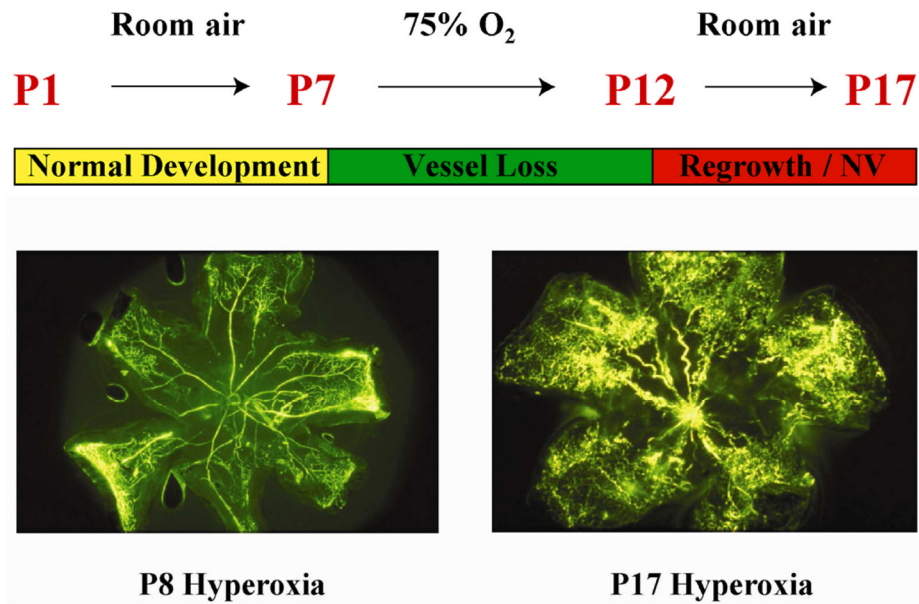 Room air 75% O₂ Room air
P1 P7 P12 P17
Normal Development Vessel Loss Regrowth / NV
P8 Hyperoxia P17 Hyperoxia